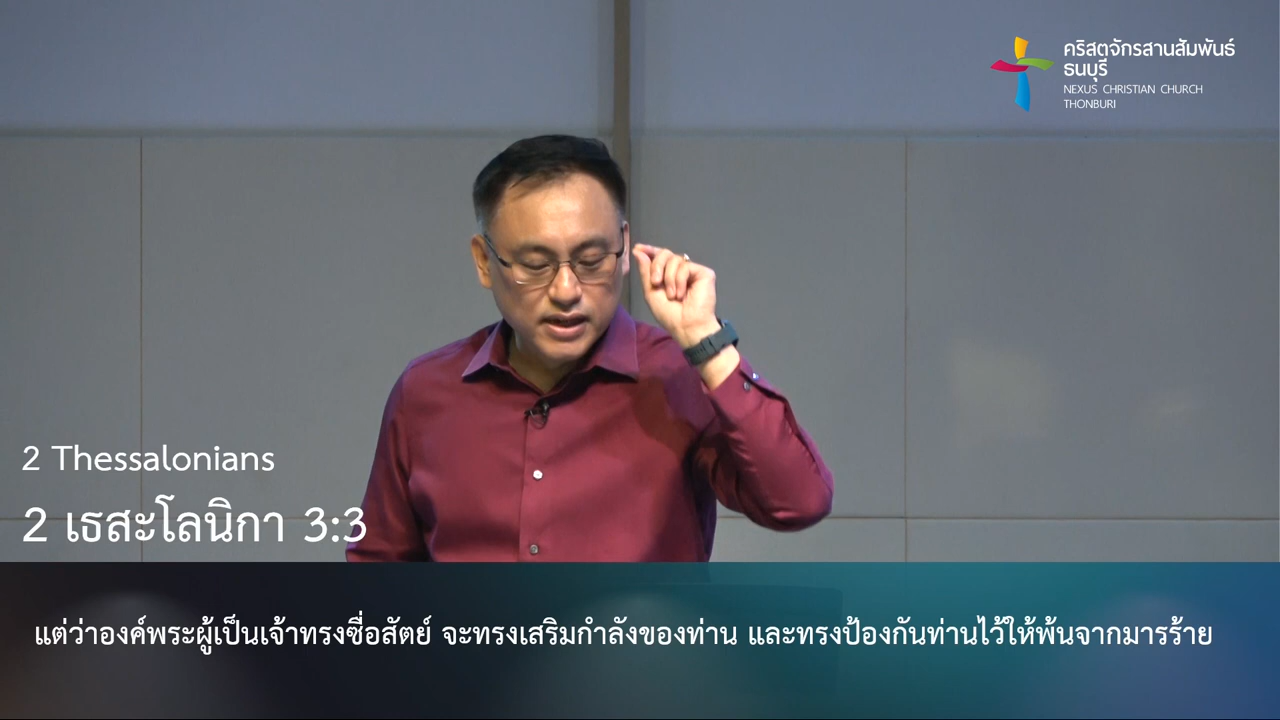 คริสตจักรสานสัมพันธ์
ธนบุรี
NEXUS CHRISTIAN CHURCH
THONBURI
2 Thessalonians
2 เธสะโลนิกา 3:3
แต่ว่าองค์พระผู้เป็นเจ้าทรงซื่อสัตย์ จะทรงเสริมกำลังของท่าน และทรงป้องกันท่านไว้ให้พ้นจากมารร้าย